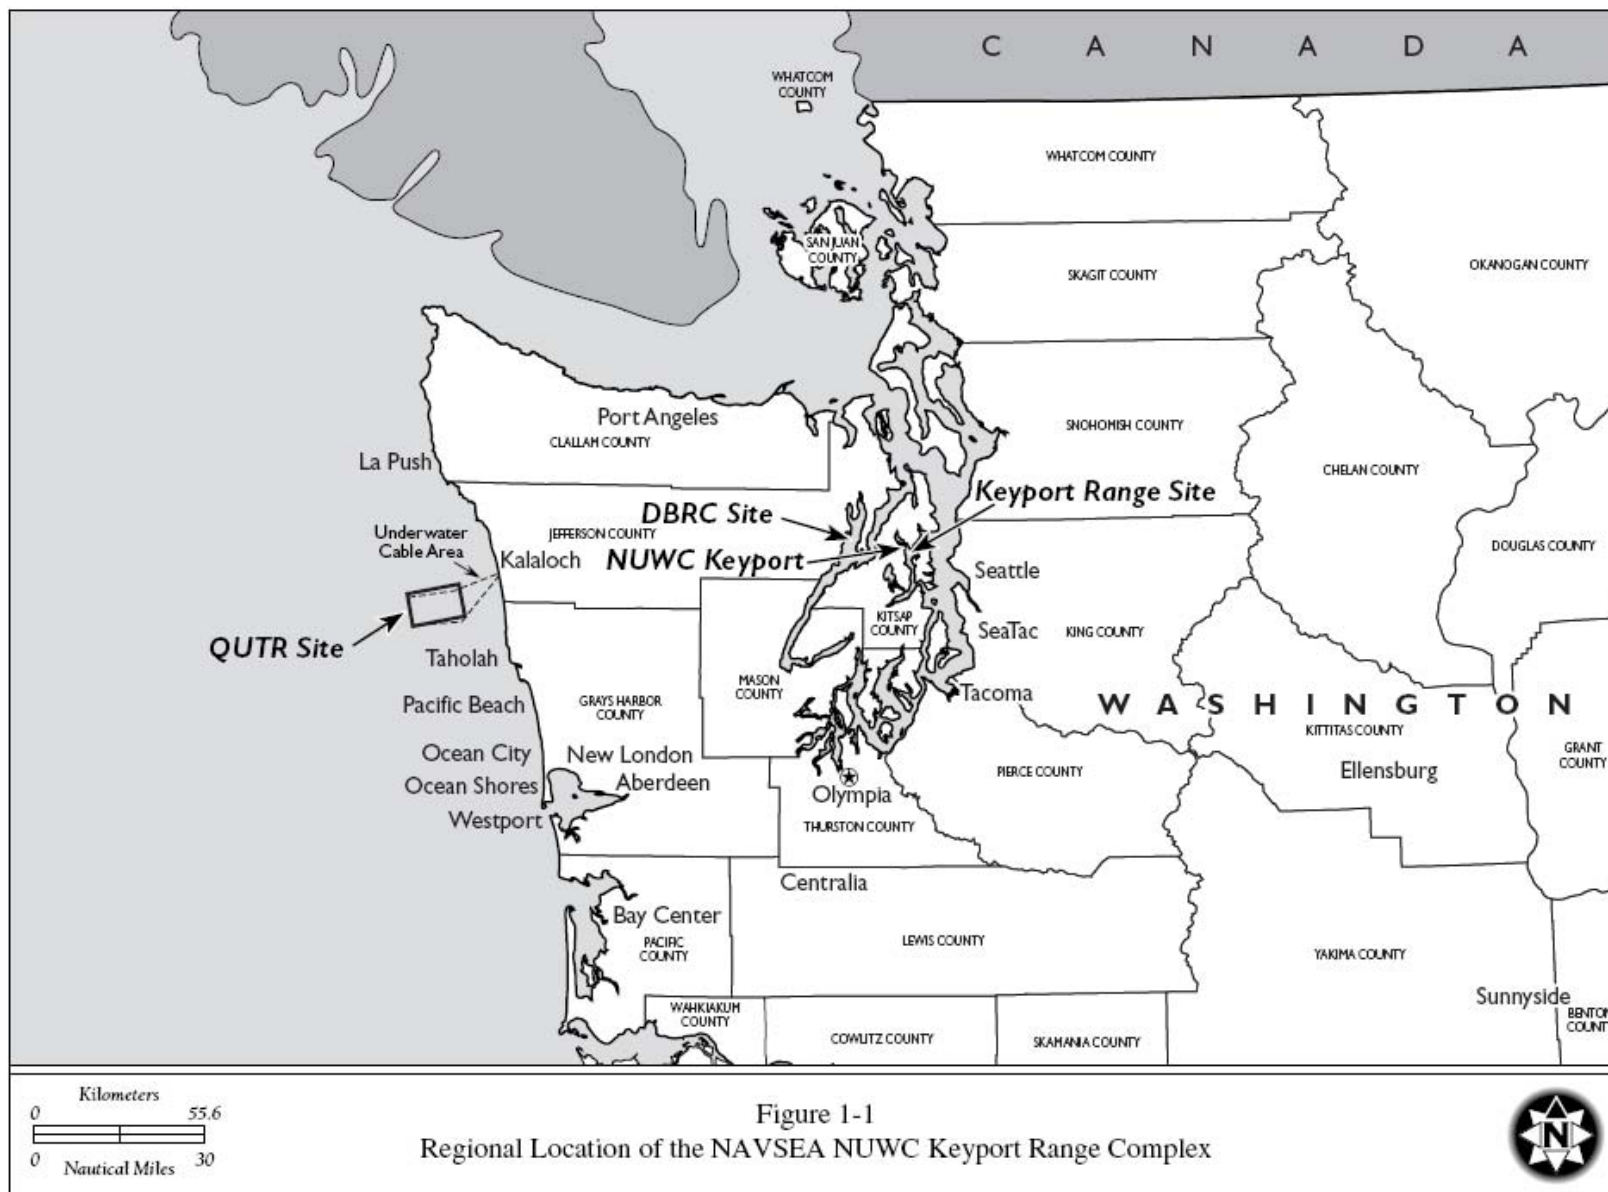 C A N A D A
WHATCOM
COUNTY
WHATCOM COUNTY
SAN JUAN
COUNTY
SKAGIT COUNTY
OKANOGAN COUNTY
Port Angeles
CLALLAM COUNTY
SNOHOMISH COUNTY
La Push
CHELAN COUNTY
Keyport Range Site
DBRC Site
Underwater
Cable Area
JEFFERSON COUNTY
Kalaloch
NUWC Keyport
DOUGLAS COUNTY
Seattle
QUTR Site
KITSAP
COUNTY
SeaTac
KING COUNTY
Taholah
MASON
COUNTY
Tacoma
Pacific Beach
GRAYS HARBOR
COUNTY
W A S H I N G T O N
KITTITAS COUNTY
Ocean City
New London
GRANT
COUNTY
Ocean Shores
Aberdeen
PIERCE COUNTY
Ellensburg
Olympia
Westport
THURSTON COUNTY
Centralia
Bay Center
PACIFIC
COUNTY
LEWIS COUNTY
YAKIMA COUNTY
Sunnyside
WAHKIAKUM
COUNTY
COWLITZ COUNTY
SKAMANIA COUNTY
BENTON
COUNT
Kilometers
0 55.6
0 Nautical Miles 30
Figure 1-1
Regional Location of the NAVSEA NUWC Keyport Range Complex
N